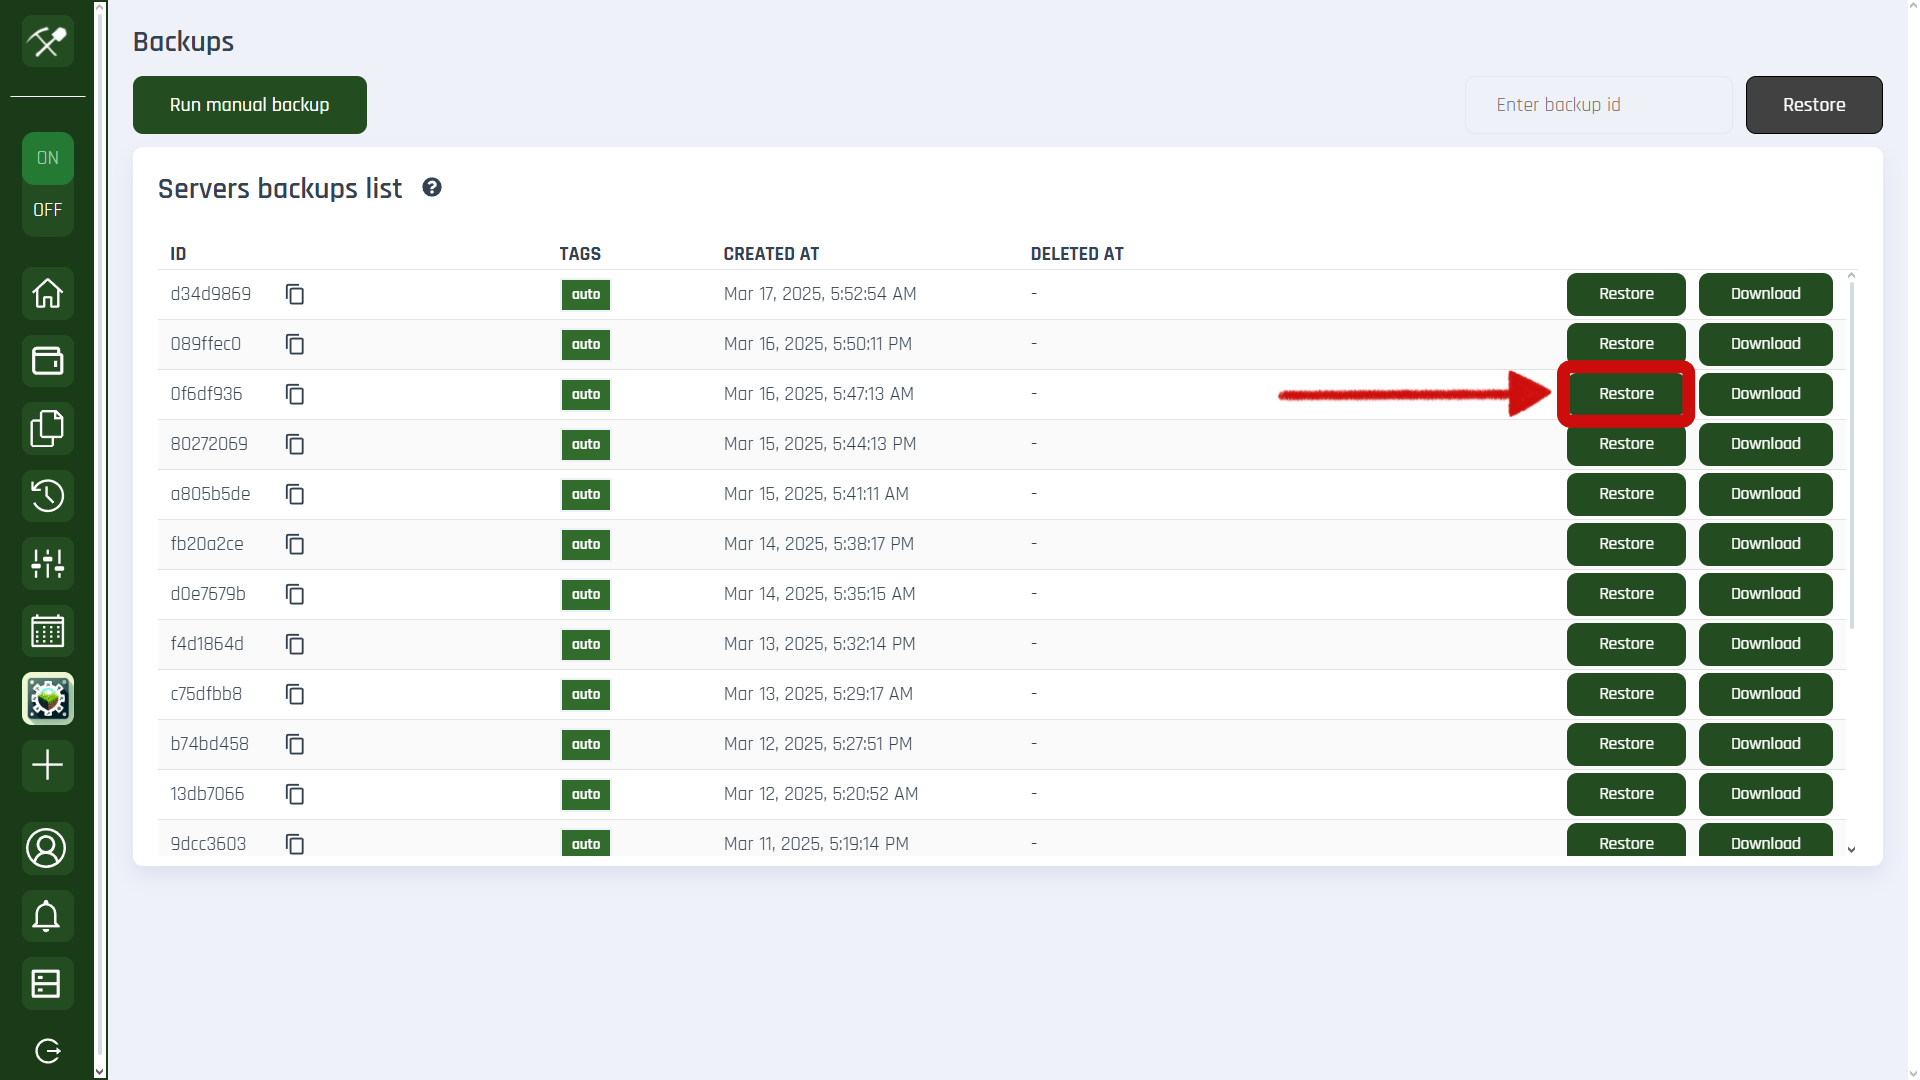 Backups
Run manual backup
Enter backup id
Restore
ON
OFF
Servers backups list
ID TAGS CREATED AT DELETED AT
d34d9869 auto Mar 17, 2025, 5:52:54 AM - Restore Download
089ffec0 auto Mar 16, 2025, 5:50:11 PM - Restore Download
0f6df936 auto Mar 16, 2025, 5:47:13 AM - Restore Download
80272069 auto Mar 15, 2025, 5:44:13 PM - Restore Download
a805b5de auto Mar 15, 2025, 5:41:11 AM - Restore Download
fb20a2ce auto Mar 14, 2025, 5:38:17 PM - Restore Download
d0e7679b auto Mar 14, 2025, 5:35:15 AM - Restore Download
f4d1864d auto Mar 13, 2025, 5:32:14 PM - Restore Download
c75dfbb8 auto Mar 13, 2025, 5:29:17 AM - Restore Download
b74bd458 auto Mar 12, 2025, 5:27:51 PM - Restore Download
13db7066 auto Mar 12, 2025, 5:20:52 AM - Restore Download
9dcc3603 auto Mar 11, 2025, 5:19:14 PM - Restore Download